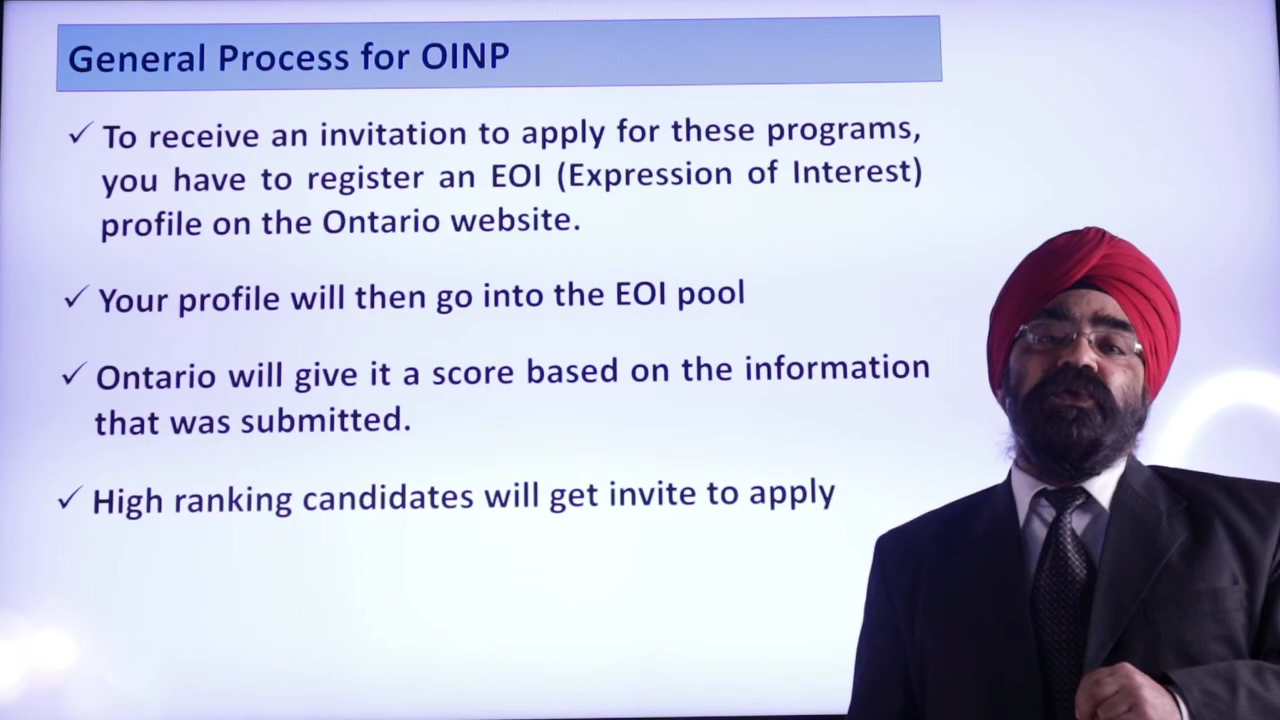 General Process for OINP
✓ To receive an invitation to apply for these programs,
you have to register an EOI (Expression of Interest)
profile on the Ontario website.
✓ Your profile will then go into the EOI pool
✓ Ontario will give it a score based on the information
that was submitted.
✓ High ranking candidates will get invite to apply